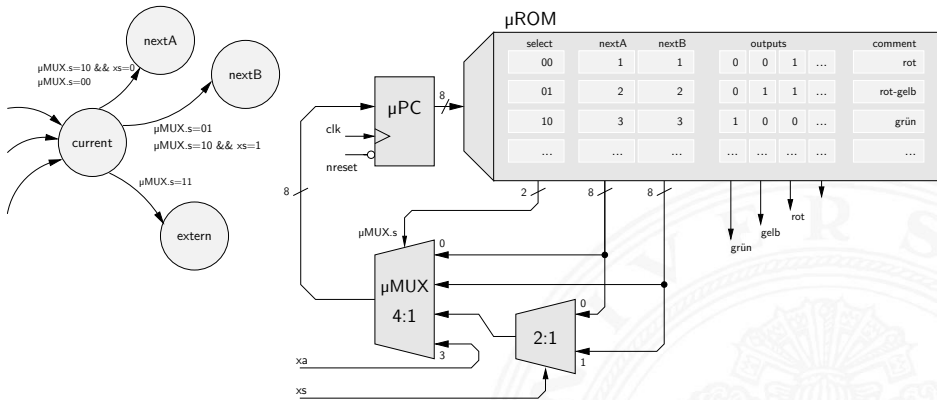 nextA
µMUX.s=10 && xs=0
µMUX.s=00
nextB
current
µMUX.s=01
µMUX.s=10 && xs=1
µMUX.s=11
extern
µROM
select nextA nextB outputs comment
00 1 1 0 0 1 ... rot
01 2 2 0 1 1 ... rot-gelb
10 3 3 1 0 0 ... grün
... ... ... ... ... ... ... ...
µPC
8
clk
nreset
8
2
8
8
µMUX.s
grün
gelb
rot
µMUX
4:1
0
3
2:1
0
1
xa
xs
IVERS